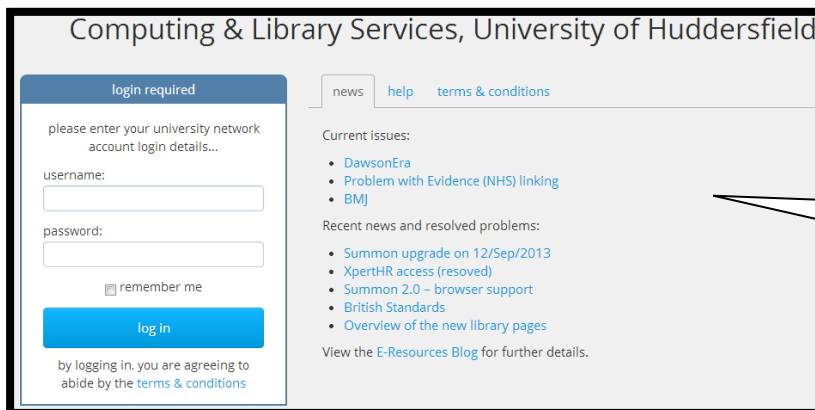 Computing & Library Services, University of Huddersfield
login required
please enter your university network
account login details...
username:
password:
remember me
log in
by logging in, you are agreeing to
abide by the terms & conditions
news help terms & conditions
Current issues:
• DawsonEra
• Problem with Evidence (NHS) linking
• BMJ
Recent news and resolved problems:
• Summon upgrade on 12/Sep/2013
• XpertHR access (resoved)
• Summon 2.0 – browser support
• British Standards
• Overview of the new library pages
View the E-Resources Blog for further details.